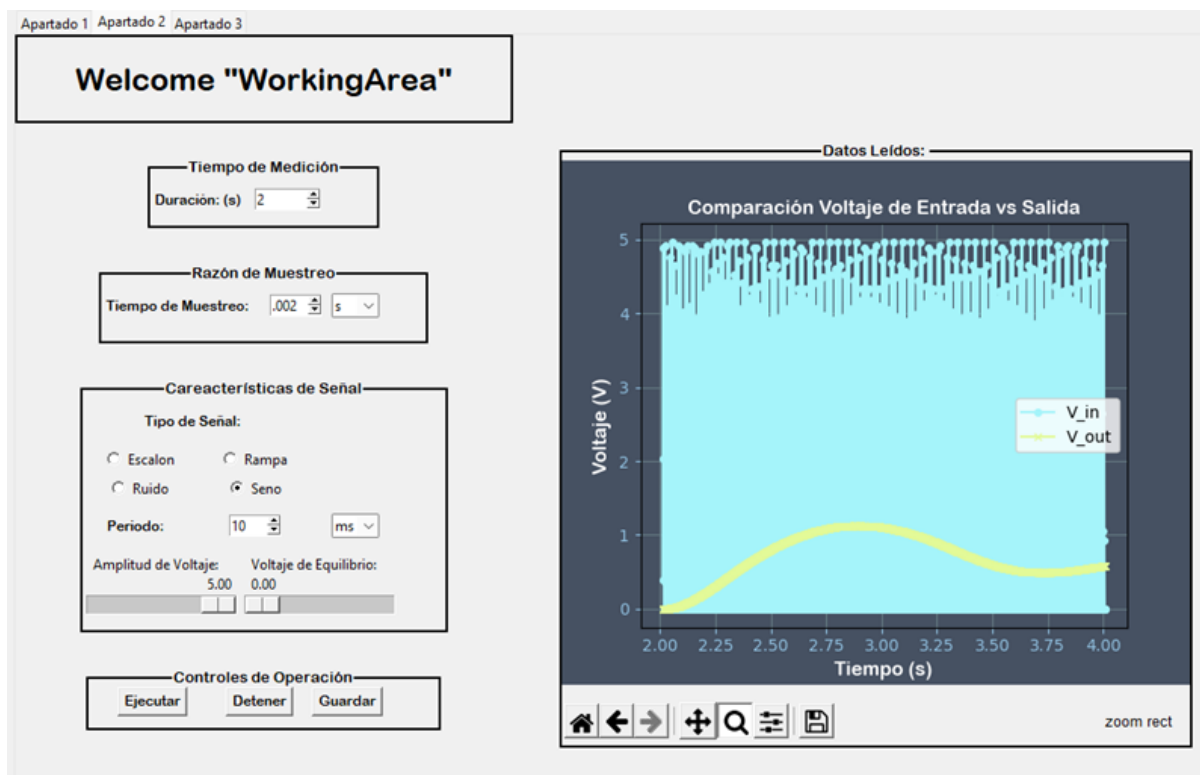 Apartado 1 Apartado 2 Apartado 3
Welcome "WorkingArea"
Tiempo de Medición
Duración: (s) 2
Razón de Muestreo
Tiempo de Muestreo: .002 s
Careacterísticas de Señal
Tipo de Señal:
Escalon Rampa
Ruido Seno
Periodo: 10 ms
Amplitud de Voltaje: Voltaje de Equilibrio:
5.00 0.00
Controles de Operación
Ejecutar Detener Guardar
Datos Leídos:
Comparación Voltaje de Entrada vs Salida
5
4
3
2
1
0
Voltaje (V)
V_in
V_out
2.00 2.25 2.50 2.75 3.00 3.25 3.50 3.75 4.00
Tiempo (s)
zoom rect